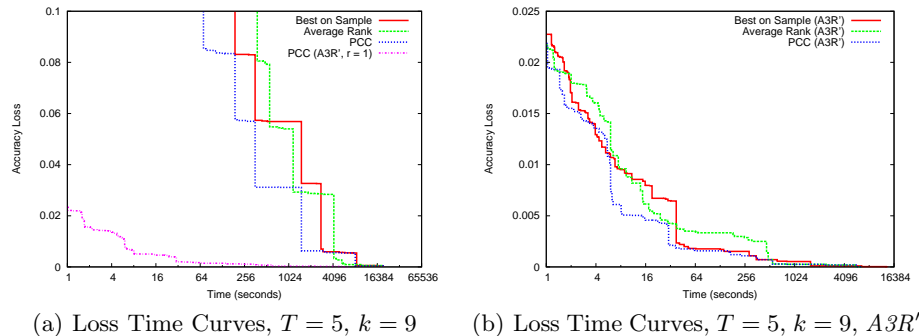 0.1
0.08
0.06
0.04
0.02
0
Accuracy Loss
1 4 16 64 256 1024 4096 16384 65536
Time (seconds)
Best on Sample
Average Rank
PCC
PCC (A3R', r = 1)
(a) Loss Time Curves, T = 5, k = 9
0.025
0.02
0.015
0.01
0.005
0
Accuracy Loss
1 4 16 64 256 1024 4096 16384
Time (seconds)
Best on Sample (A3R')
Average Rank (A3R')
PCC (A3R')
(b) Loss Time Curves, T = 5, k = 9, A3R'